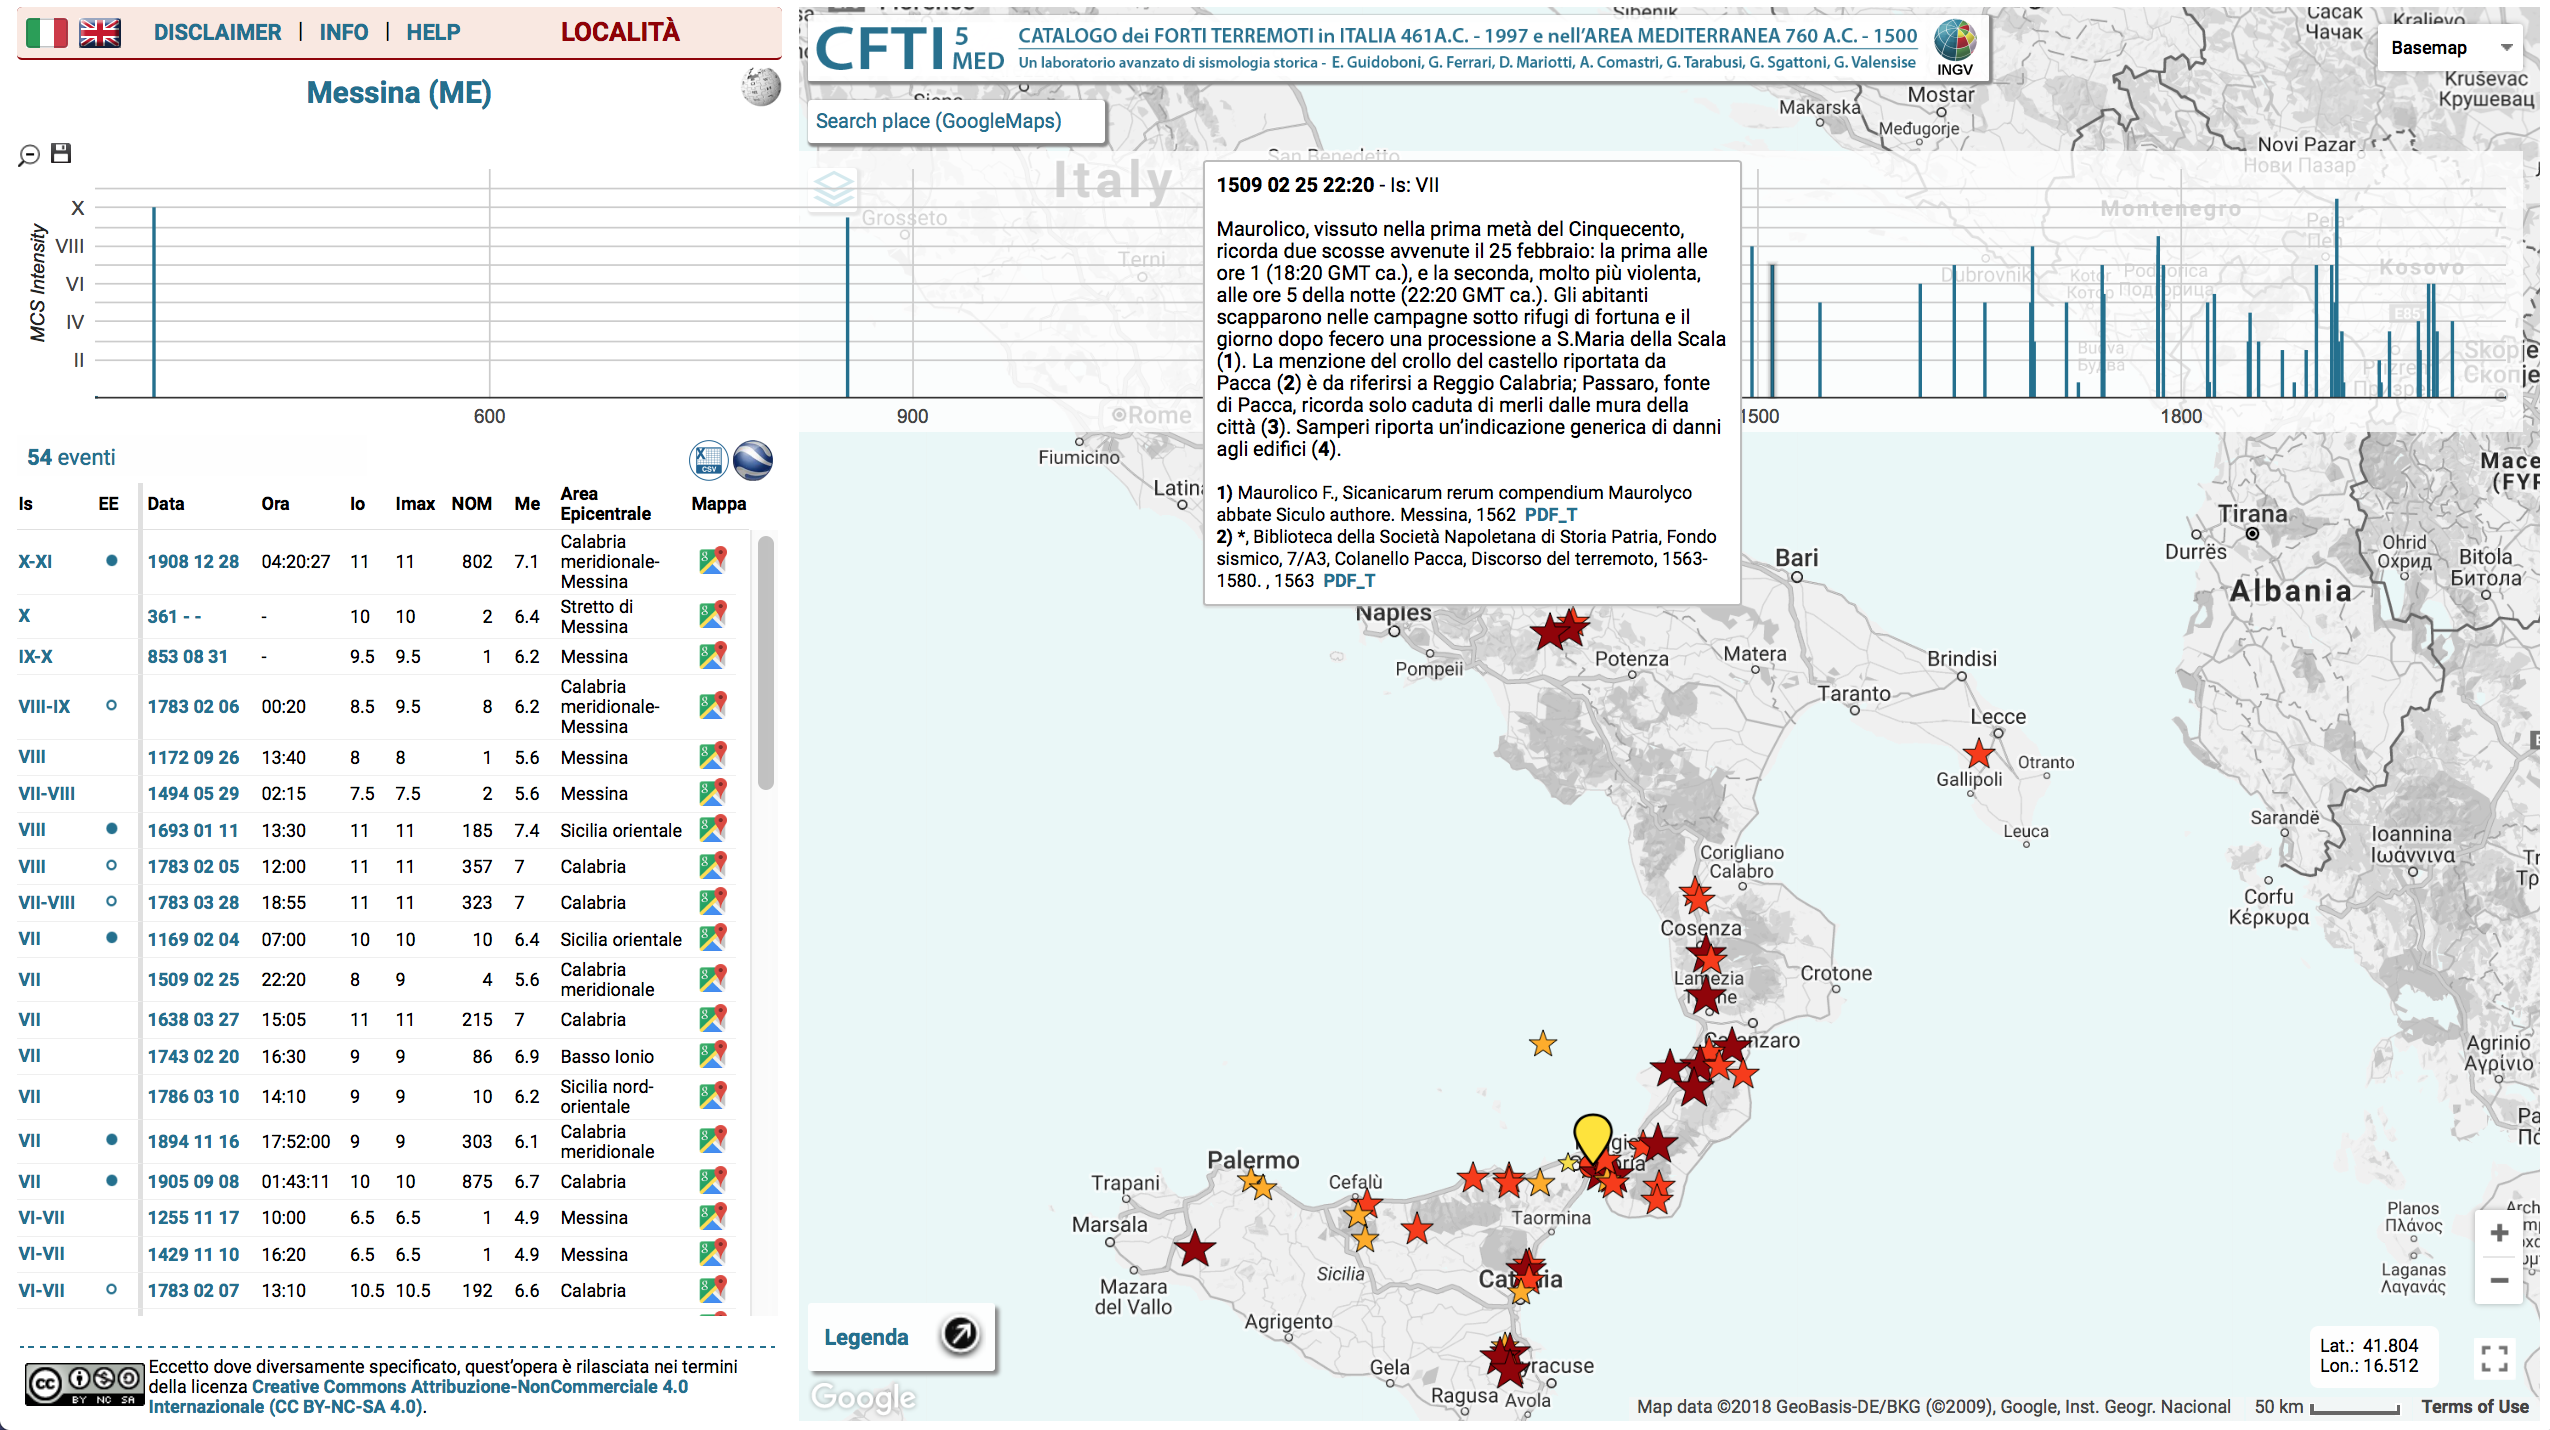 DISCLAIMER | INFO | HELP
LOCALITÀ
Messina (ME)
MCS Intensity
X
VIII
VI
IV
II
600
900
1500
1800
54 eventi
CSV
Is EE Data Ora Io Imax NOM Me Area Epicentrale Mappa
X-XI 1908 12 28 04:20:27 11 11 802 7.1 Calabria meridionale-Messina
X 361 - - - 10 10 2 6.4 Stretto di Messina
IX-X 853 08 31 - 9.5 9.5 1 6.2 Messina
VIII-IX 1783 02 06 00:20 8.5 9.5 8 6.2 Calabria meridionale-Messina
VIII 1172 09 26 13:40 8 8 1 5.6 Messina
VII-VIII 1494 05 29 02:15 7.5 7.5 2 5.6 Messina
VIII 1693 01 11 13:30 11 11 185 7.4 Sicilia orientale
VIII 1783 02 05 12:00 11 11 357 7 Calabria
VII-VIII 1783 03 28 18:55 11 11 323 7 Calabria
VII 1169 02 04 07:00 10 10 10 6.4 Sicilia orientale
VII 1509 02 25 22:20 8 9 4 5.6 Calabria meridionale
VII 1638 03 27 15:05 11 11 215 7 Calabria
VII 1743 02 20 16:30 9 9 86 6.9 Basso Ionio
VII 1786 03 10 14:10 9 9 10 6.2 Sicilia nord-orientale
VII 1894 11 16 17:52:00 9 9 303 6.1 Calabria meridionale
VII 1905 09 08 01:43:11 10 10 875 6.7 Calabria
VI-VII 1255 11 17 10:00 6.5 6.5 1 4.9 Messina
VI-VII 1429 11 10 16:20 6.5 6.5 1 4.9 Messina
VI-VII 1783 02 07 13:10 10.5 10.5 192 6.6 Calabria
Eccetto dove diversamente specificato, quest'opera è rilasciata nei termini
della licenza Creative Commons Attribuzione-NonCommerciale 4.0
Internazionale (CC BY-NC-SA 4.0).
cc BY NC SA
CFTI 5 MED
CATALOGO dei FORTI TERREMOTI in ITALIA 461A.C. - 1997 e nell'AREA MEDITERRANEA 760 A.C. - 1500
Un laboratorio avanzato di sismologia storica - E. Guidoboni, G. Ferrari, D. Mariotti, A. Comastri, G. Tarabusi, G. Sgattoni, G. Valensise
INGV
Basemap
Search place (GoogleMaps)
1509 02 25 22:20 - Is: VII
Maurolico, vissuto nella prima metà del Cinquecento,
ricorda due scosse avvenute il 25 febbraio: la prima alle
ore 1 (18:20 GMT ca.), e la seconda, molto più violenta,
alle ore 5 della notte (22:20 GMT ca.). Gli abitanti
scapparono nelle campagne sotto rifugi di fortuna e il
giorno dopo fecero una processione a S.Maria della Scala
(1). La menzione del crollo del castello riportata da
Pacca (2) è da riferirsi a Reggio Calabria; Passaro, fonte
di Pacca, ricorda solo caduta di merli dalle mura della
città (3). Samperi riporta un'indicazione generica di danni
agli edifici (4).
1) Maurolico F., Sicanicarum rerum compendium Maurolyco
abbate Siculo authore. Messina, 1562 PDF_T
2) *, Biblioteca della Società Napoletana di Storia Patria, Fondo
sismico, 7/A3, Colanello Pacca, Discorso del terremoto, 1563-
1580. , 1563 PDF_T
Сасак
Чачак
Kraljevo
Šibenik
Makarska
Mostar
Međugorje
Kruševac
Крушевац
Novi Pazar
Нови Пазар
San Benedetto
Italy
Grosseto
Terni
Rome
Montenegro
Dubrovnik
Kotor
Котор
Podgorica
Подгорица
Budva
Будва
Kosovo
E851
Prizren
Skopje
Скопје
Fiumicino
Bari
Tirana
Durrës
Albania
Ohrid
Охрид
Bitola
Битола
Naples
Pompeii
Potenza
Matera
Brindisi
Taranto
Lecce
Otranto
Gallipoli
Leuca
Sarandë
Ioannina
Ιωάννινα
Corfu
Κέρκυρα
Corigliano
Calabro
Cosenza
Crotone
Agrinio
Αγρίνιο
Palermo
Trapani
Cefalù
Marsala
Taormina
Mazara
del Vallo
Sicilia
Agrigento
Gela
Ragusa
Avola
Planos
Πλάνος
Laganas
Λαγανάς
Legenda
Google
+
−
Lat.: 41.804
Lon.: 16.512
Map data ©2018 GeoBasis-DE/BKG (©2009), Google, Inst. Geogr. Nacional 50 km Terms of Use